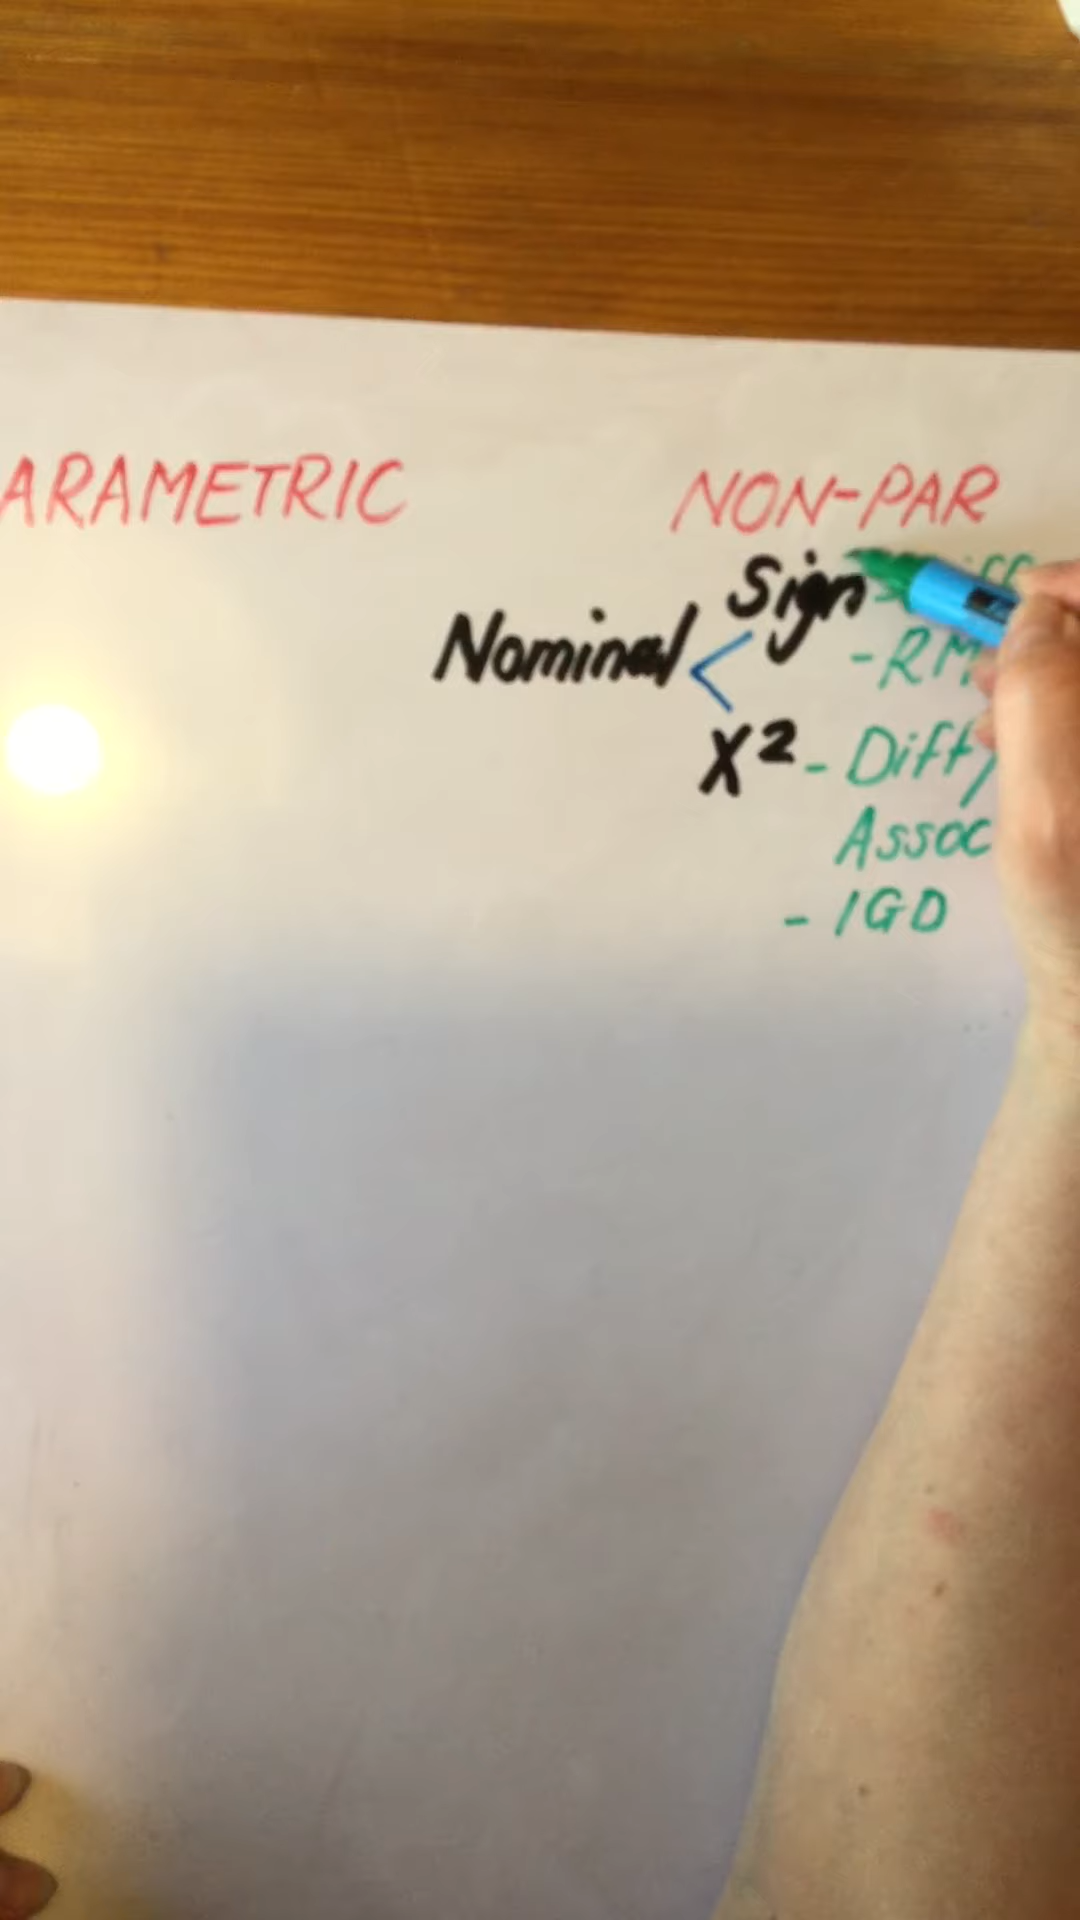 ARAMETRIC NON-PAR
Sign
Nominal < - RM
X² - Diff/
Assoc
- IGD